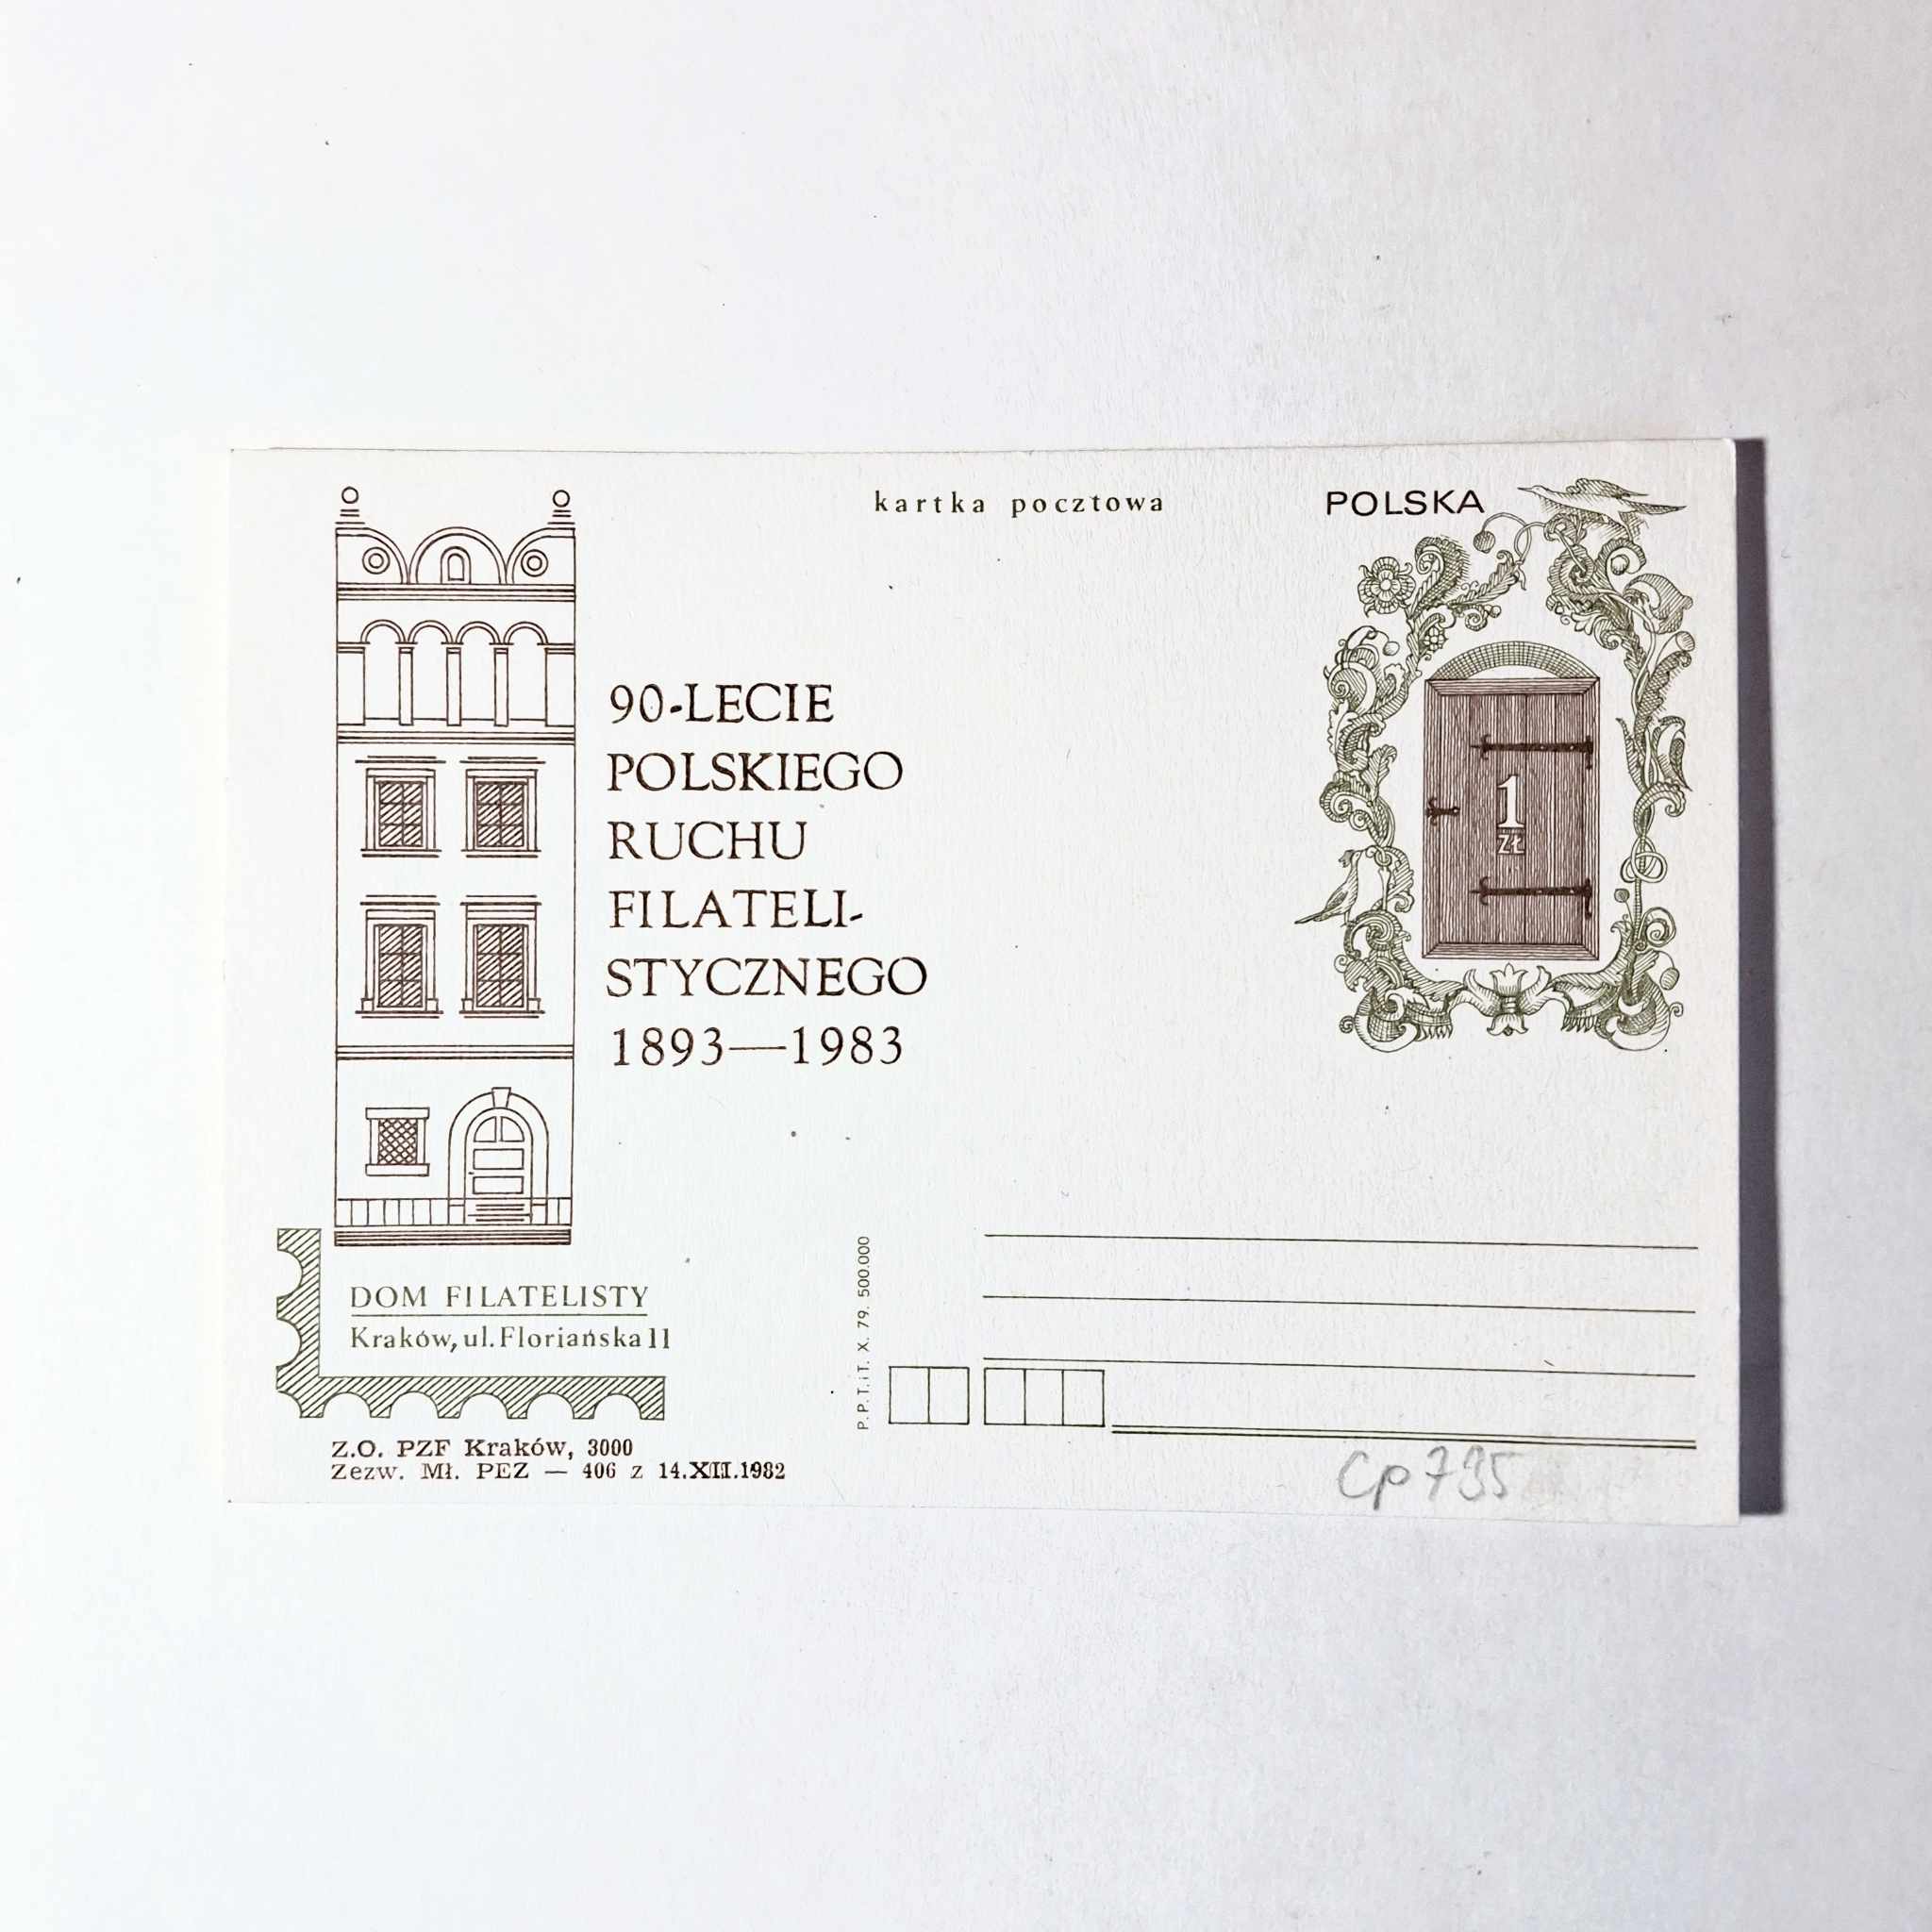 kartka pocztowa
POLSKA
1
ZŁ
90-LECIE
POLSKIEGO
RUCHU
FILATELI-
STYCZNEGO
1893—1983
DOM FILATELISTY
Kraków, ul. Floriańska 11
P.P.T.iT. X. 79. 500.000
Z.O. PZF Kraków, 3000
Zezw. Mł. PEZ — 406 z 14.XII.1982
Cp 735